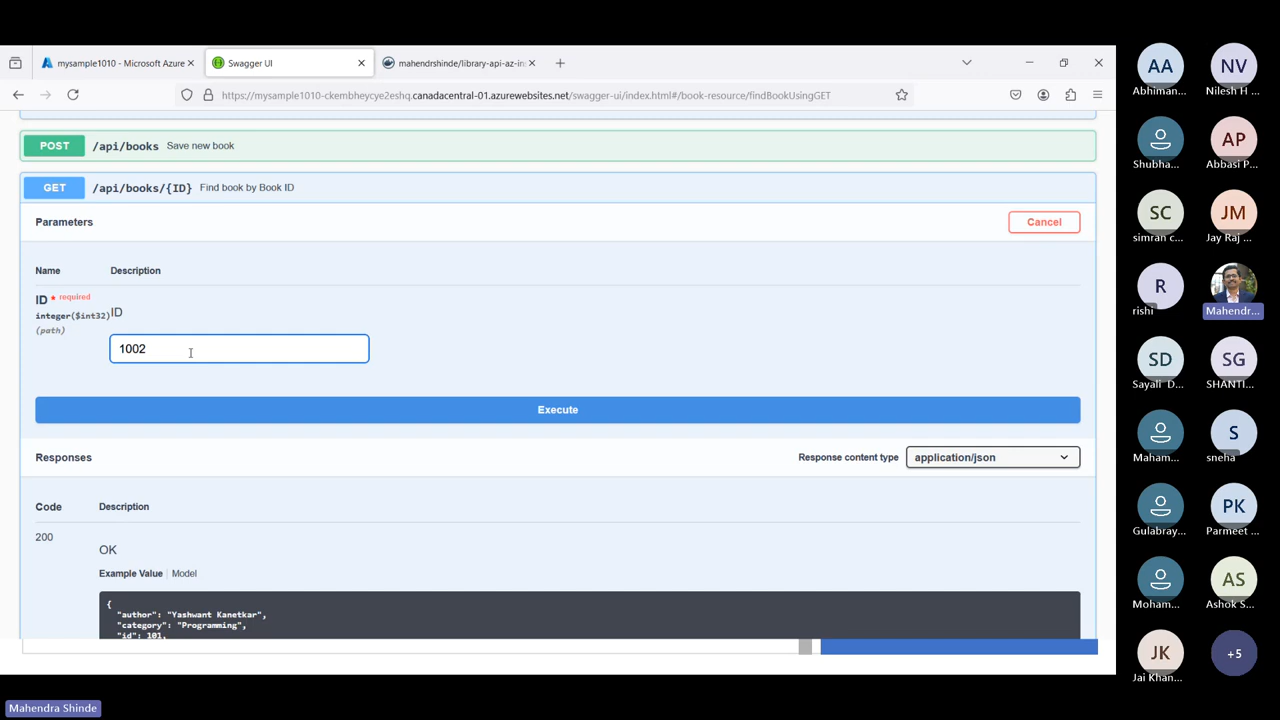 mysample1010 - Microsoft Azure
Swagger UI
mahendrshinde/library-api-az-in
https://mysample1010-ckembheycye2eshq.canadacentral-01.azurewebsites.net/swagger-ui/index.html#/book-resource/findBookUsingGET
POST /api/books Save new book
GET /api/books/{ID} Find book by Book ID
Parameters
Cancel
Name Description
ID * required
integer($int32)
(path)
ID
1002
Execute
Responses
Response content type
application/json
Code Description
200
OK
Example Value Model
{
"author": "Yashwant Kanetkar",
"category": "Programming",
"id": 101,
AA
Abhiman...
NV
Nilesh H ...
Shubha...
AP
Abbasi P...
SC
simran c...
JM
Jay Raj ...
R
rishi
Mahendr...
SD
Sayali D...
SG
SHANTI...
Maham...
S
sneha
Gulabray...
PK
Parmeet ...
Moham...
AS
Ashok S...
JK
Jai Khan...
+5
Mahendra Shinde